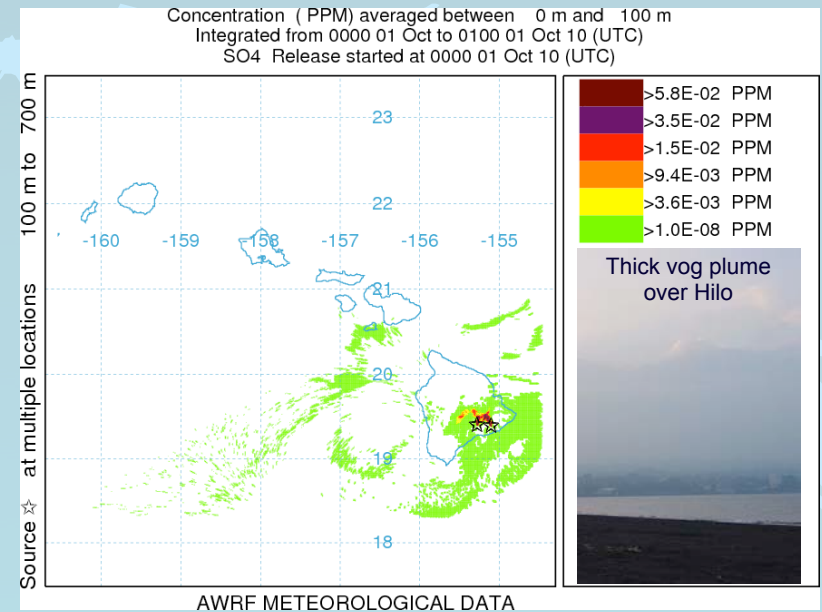 Concentration ( PPM) averaged between 0 m and 100 m
Integrated from 0000 01 Oct to 0100 01 Oct 10 (UTC)
SO4 Release started at 0000 01 Oct 10 (UTC)
Source ☆ at multiple locations 100 m to 700 m
23
22
-160 -159 -158 -157 -156 -155
21
20
19
18
AWRF METEOROLOGICAL DATA
>5.8E-02 PPM
>3.5E-02 PPM
>1.5E-02 PPM
>9.4E-03 PPM
>3.6E-03 PPM
>1.0E-08 PPM
Thick vog plume
over Hilo